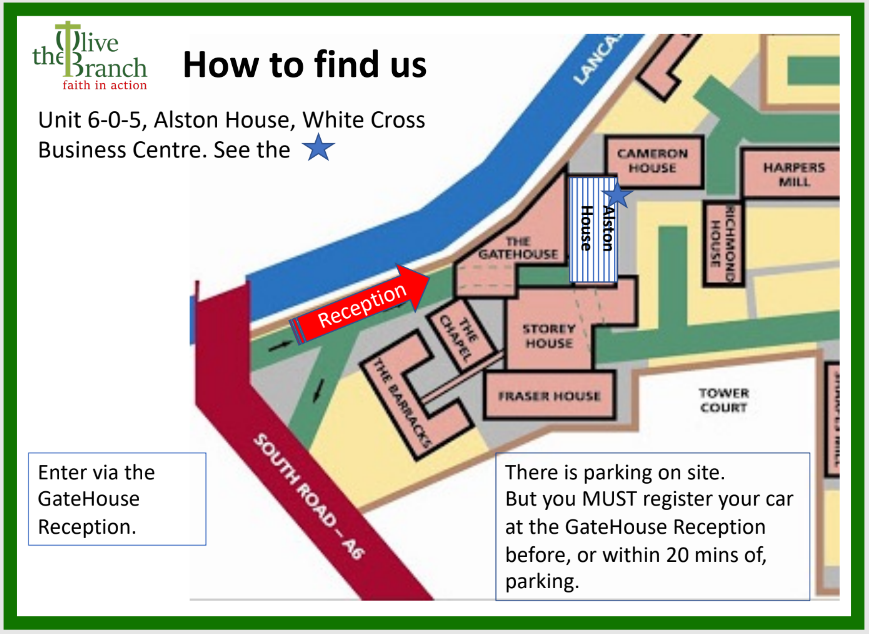 the Olive
Branch
faith in action
How to find us
Unit 6-0-5, Alston House, White Cross
Business Centre. See the
LANCAS
CAMERON
HOUSE
HARPERS
MILL
Alston
House
RICHMOND
HOUSE
THE
GATEHOUSE
Reception
THE
CHAPEL
STOREY
HOUSE
THE BARRACKS
FRASER HOUSE
TOWER
COURT
SOUTH ROAD – A6
Enter via the
GateHouse
Reception.
There is parking on site.
But you MUST register your car
at the GateHouse Reception
before, or within 20 mins of,
parking.